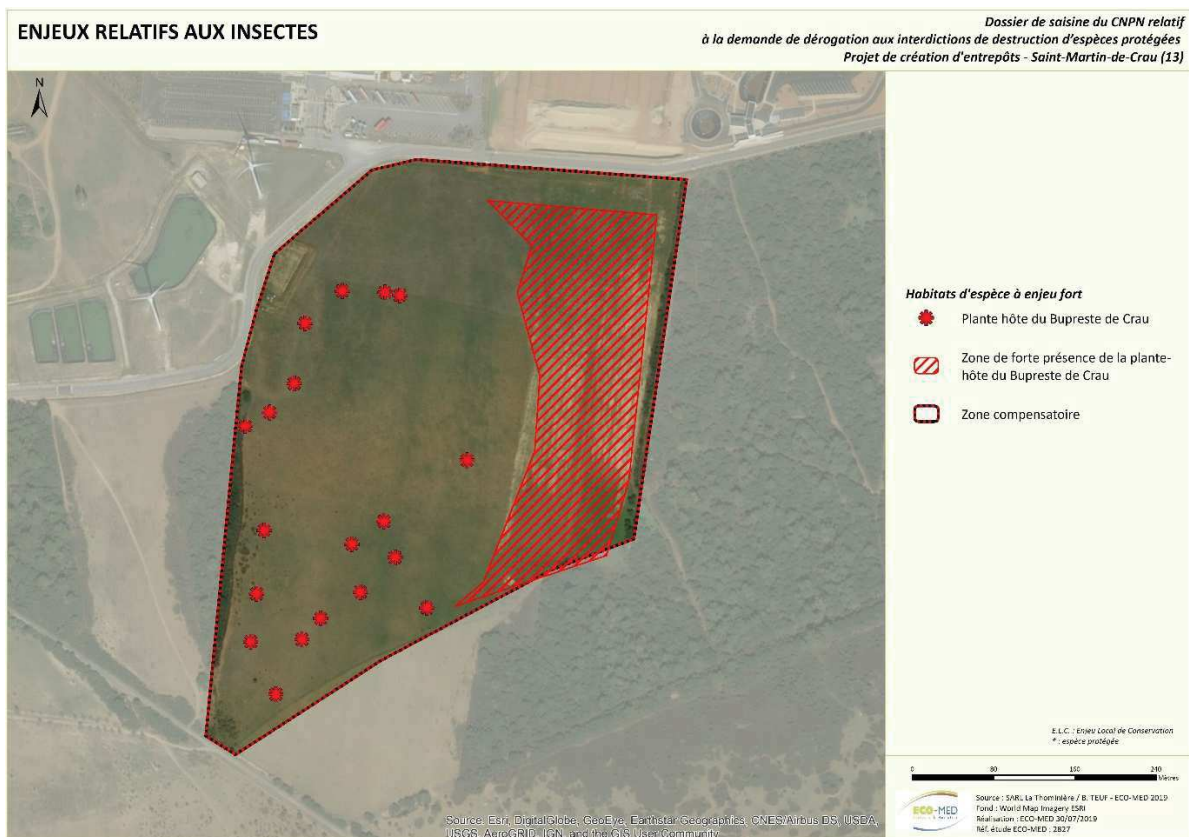 ENJEUX RELATIFS AUX INSECTES
Dossier de saisine du CNPN relatif
à la demande de dérogation aux interdictions de destruction d'espèces protégées
Projet de création d'entrepôts - Saint-Martin-de-Crau (13)
N
Habitats d'espèce à enjeu fort
Plante hôte du Bupreste de Crau
Zone de forte présence de la plante-
hôte du Bupreste de Crau
Zone compensatoire
E.L.C. : Enjeu Local de Conservation
* : espèce protégée
0 80 160 240
Mètres
ECO-MED
Source : SARL La Thominière / B. TEUF - ECO-MED 2019
Fond : World Map Imagery ESRI
Réalisation : ECO-MED 30/07/2019
Réf. étude ECO-MED : 2827
Source: Esri, DigitalGlobe, GeoEye, Earthstar Geographics, CNES/Airbus DS, USDA,
USGS, AeroGRID, IGN, and the GIS User Community